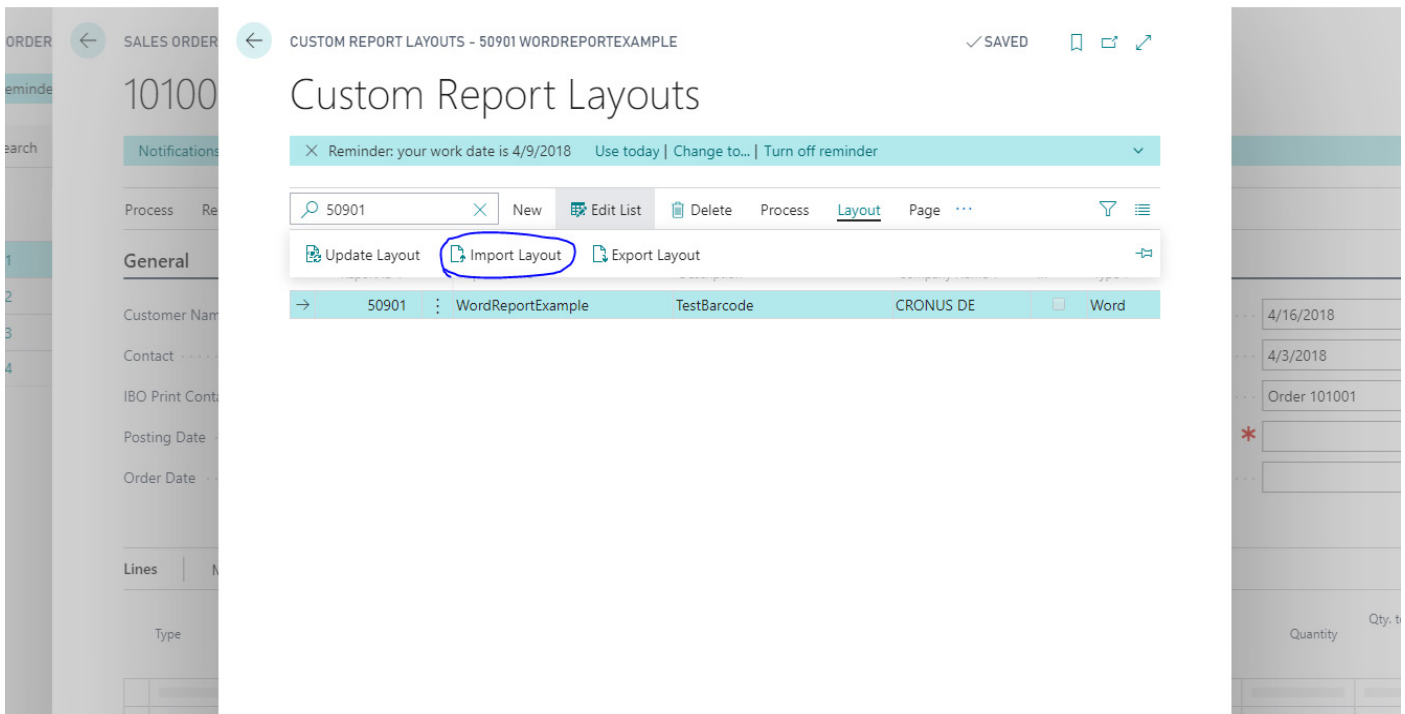 ORDER
SALES ORDER
CUSTOM REPORT LAYOUTS - 50901 WORDREPORTEXAMPLE
SAVED
10100
Custom Report Layouts
eminde
Notifications
Reminder: your work date is 4/9/2018 Use today | Change to... | Turn off reminder
earch
Process Re
50901 New Edit List Delete Process Layout Page ...
General
Update Layout Import Layout Export Layout
1
50901 WordReportExample TestBarcode CRONUS DE Word
2
Customer Nam
4/16/2018
3
Contact
4/3/2018
4
IBO Print Conta
Order 101001
Posting Date
*
Order Date
Lines
Type
Quantity
Qty. t